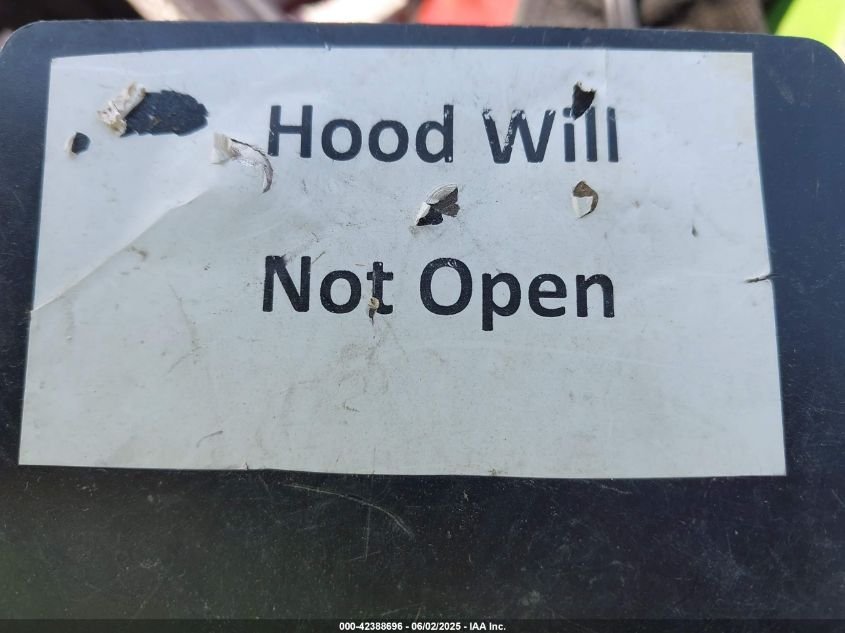 Hood Will
Not Open
000-42388696 - 06/02/2025 - IAA Inc.